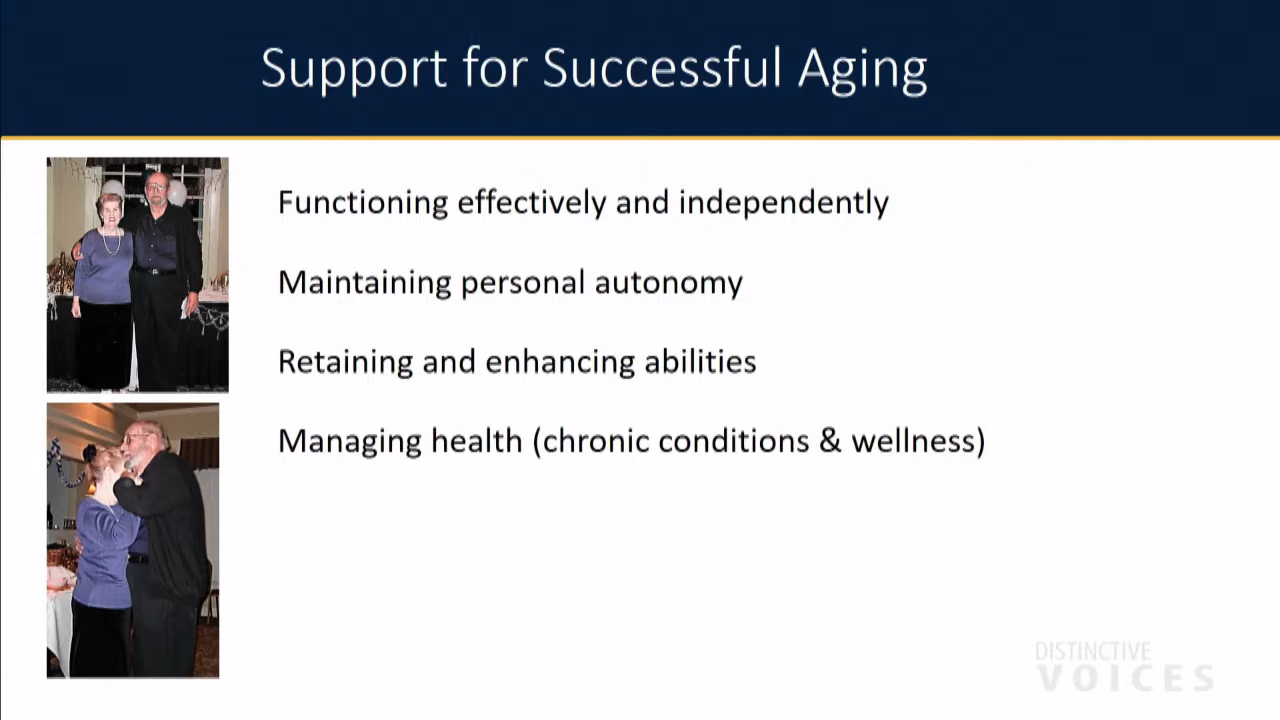 Support for Successful Aging
Functioning effectively and independently
Maintaining personal autonomy
Retaining and enhancing abilities
Managing health (chronic conditions & wellness)
DISTINCTIVE
VOICES